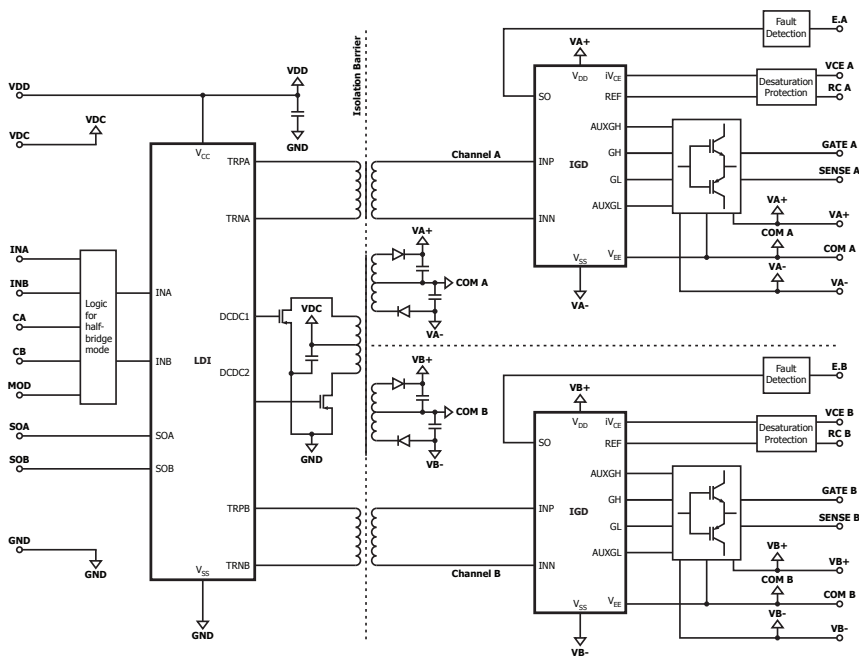 VDD
VDC
VDC
VDD
GND
Isolation Barrier
VCC
TRPA
TRNA
INA
INB
CA
CB
MOD
Logic
for
half-
bridge
mode
INA
INB
LDI
DCDC1
DCDC2
VDC
GND
SOA
SOB
SOA
SOB
TRPB
TRNB
VSS
GND
GND
GND
Channel A
VA+
COM A
VA-
VB+
COM B
VB-
Channel B
VA+
VDD
SO
INP
INN
IGD
iVCE
REF
AUXGH
GH
GL
AUXGL
VEE
VSS
VA-
Fault
Detection
Desaturation
Protection
E.A
VCE A
RC A
GATE A
SENSE A
VA+
VA+
COM A
COM A
VA-
VA-
VB+
VDD
SO
INP
INN
IGD
iVCE
REF
AUXGH
GH
GL
AUXGL
VEE
VSS
VB-
Fault
Detection
Desaturation
Protection
E.B
VCE B
RC B
GATE B
SENSE B
VB+
VB+
COM B
COM B
VB-
VB-